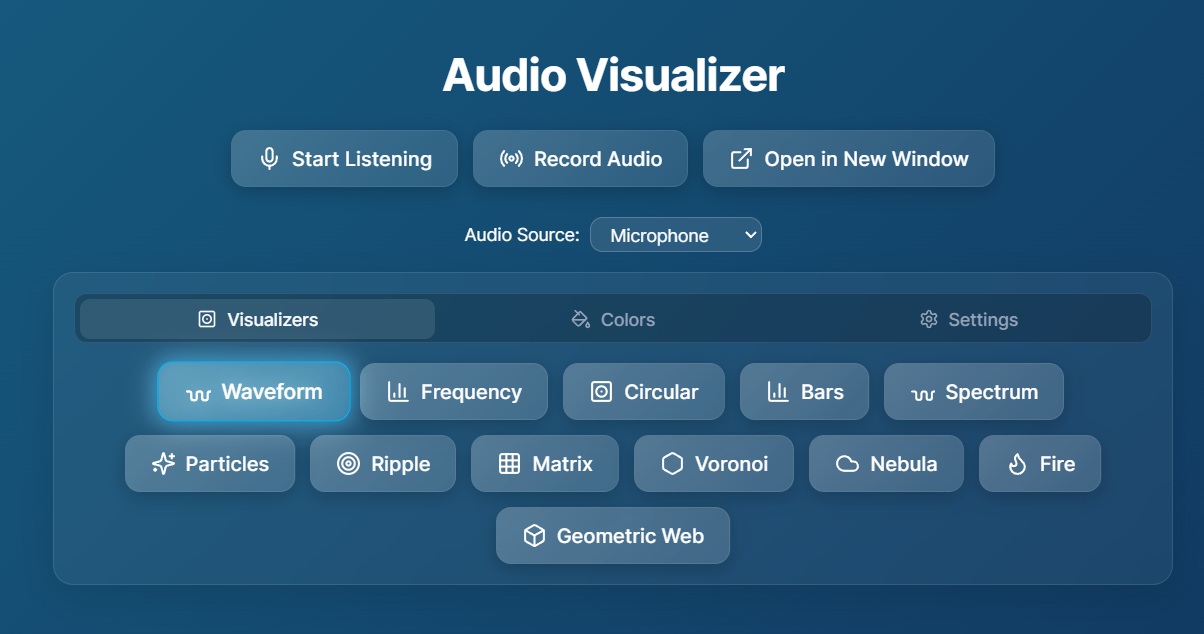 Audio Visualizer
Start Listening Record Audio Open in New Window
Audio Source: Microphone
Visualizers Colors Settings
Waveform Frequency Circular Bars Spectrum
Particles Ripple Matrix Voronoi Nebula Fire
Geometric Web